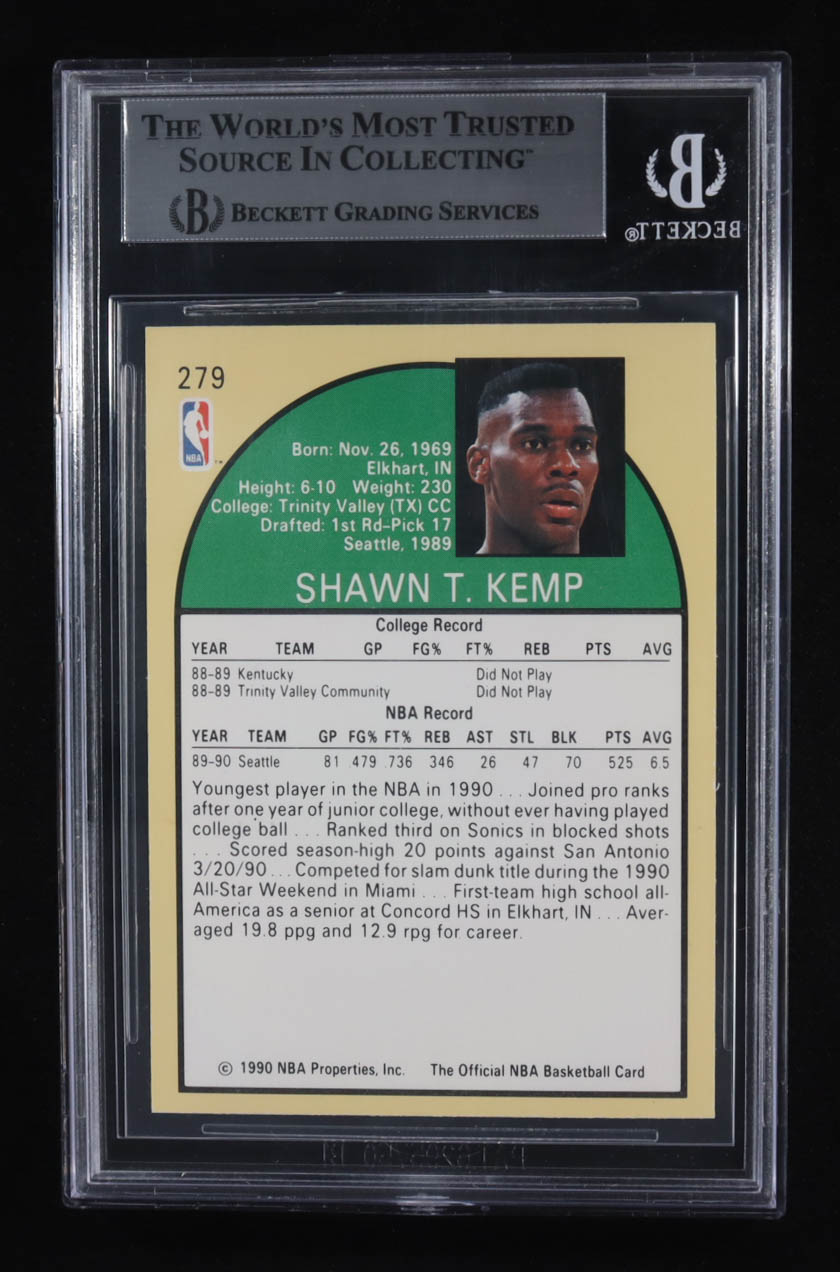 THE WORLD'S MOST TRUSTED
SOURCE IN COLLECTING™
B BECKETT GRADING SERVICES
B
BECKETT®
279
NBA
Born: Nov. 26, 1969
Elkhart, IN
Height: 6-10 Weight: 230
College: Trinity Valley (TX) CC
Drafted: 1st Rd-Pick 17
Seattle, 1989
SHAWN T. KEMP
College Record
YEAR TEAM GP FG% FT% REB PTS AVG
88-89 Kentucky Did Not Play
88-89 Trinity Valley Community Did Not Play
NBA Record
YEAR TEAM GP FG% FT% REB AST STL BLK PTS AVG
89-90 Seattle 81 .479 .736 346 26 47 70 525 6.5
Youngest player in the NBA in 1990 . . . Joined pro ranks
after one year of junior college, without ever having played
college ball . . . Ranked third on Sonics in blocked shots
. . . Scored season-high 20 points against San Antonio
3/20/90 . . . Competed for slam dunk title during the 1990
All-Star Weekend in Miami . . . First-team high school all-
America as a senior at Concord HS in Elkhart, IN . . . Aver-
aged 19.8 ppg and 12.9 rpg for career.
© 1990 NBA Properties, Inc. The Official NBA Basketball Card